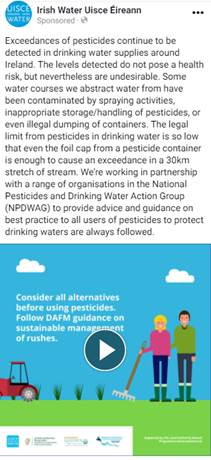 Irish Water Uisce Éireann
Sponsored ·
UISCE
ÉIREANN : IRISH
WATER
Exceedances of pesticides continue to be
detected in drinking water supplies around
Ireland. The levels detected do not pose a health
risk, but nevertheless are undesirable. Some
water courses we abstract water from have
been contaminated by spraying activities,
inappropriate storage/handling of pesticides, or
even illegal dumping of containers. The legal
limit from pesticides in drinking water is so low
that even the foil cap from a pesticide container
is enough to cause an exceedance in a 30km
stretch of stream. We're working in partnership
with a range of organisations in the National
Pesticides and Drinking Water Action Group
(NPDWAG) to provide advice and guidance on
best practice to all users of pesticides to protect
drinking waters are always followed.
Consider all alternatives
before using pesticides.
Follow DAFM guidance on
sustainable management
of rushes.